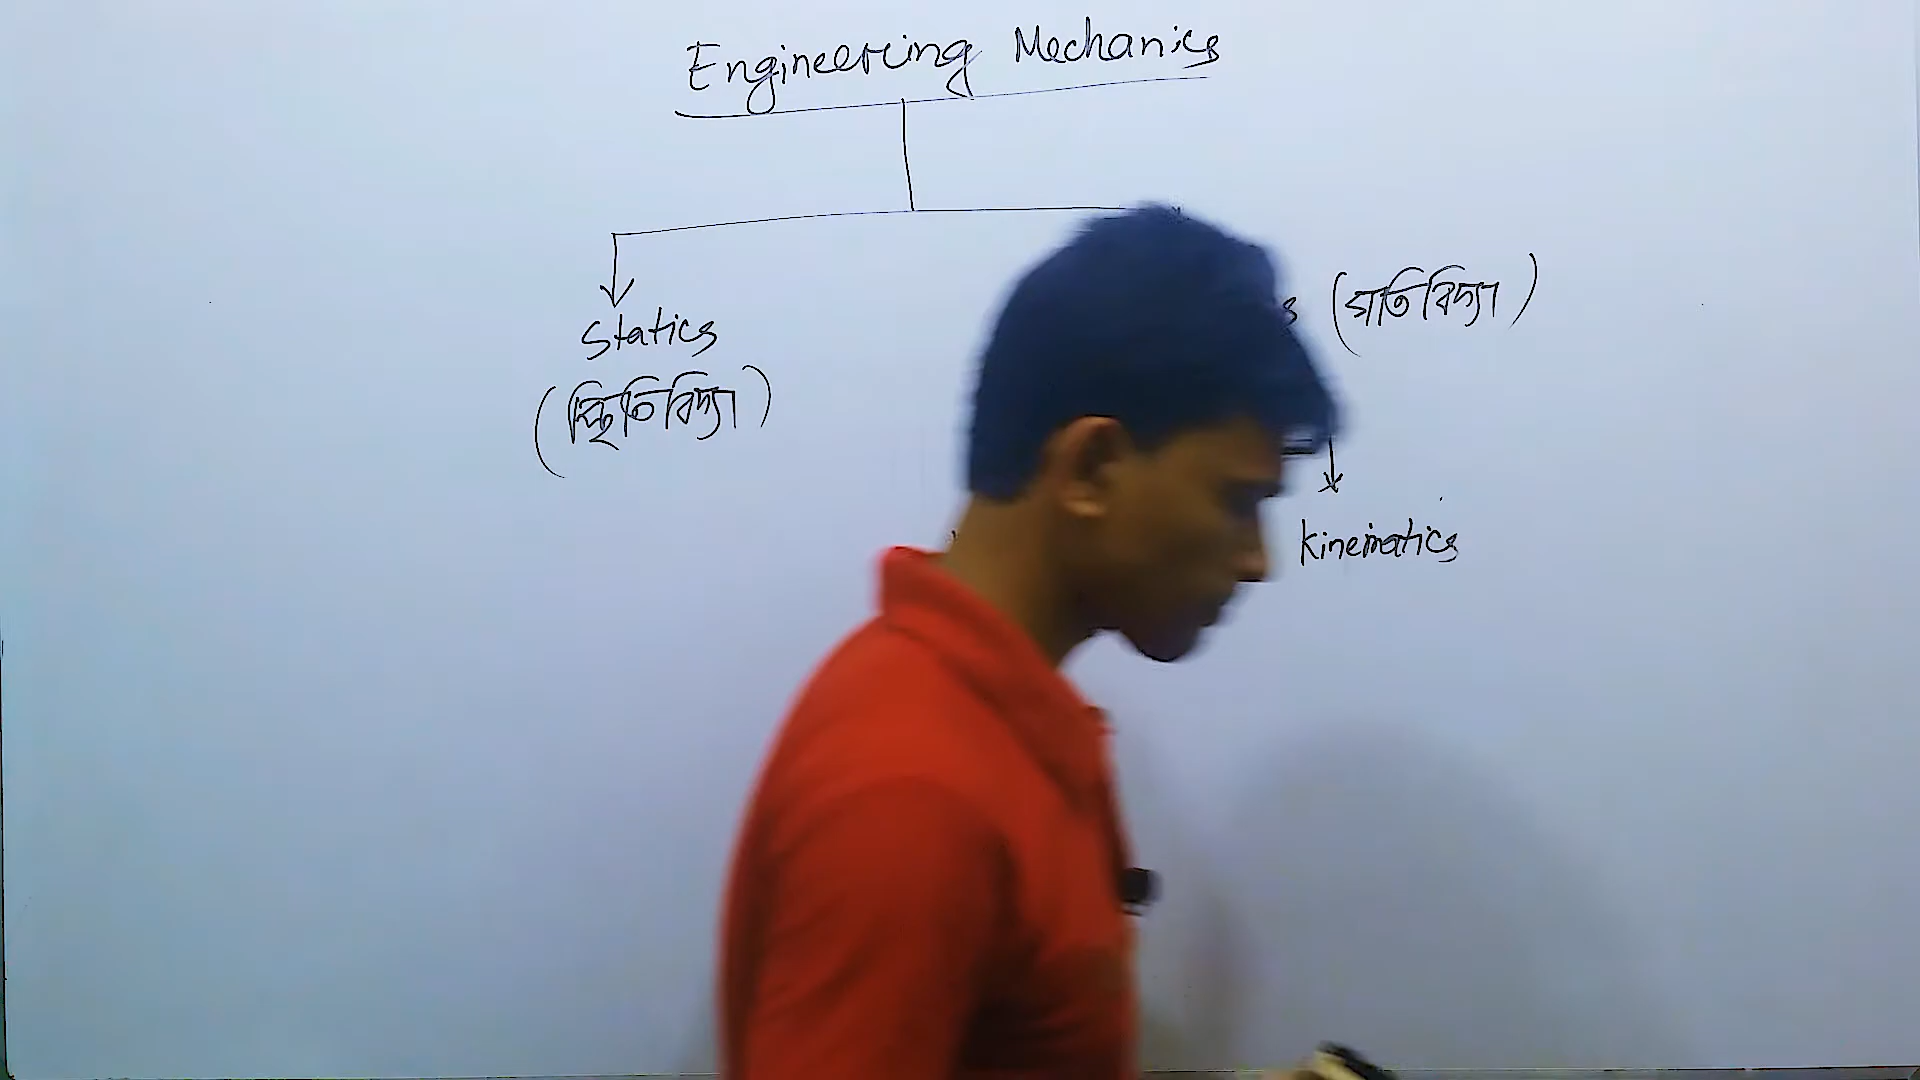 Engineering Mechanics
(গতিবিদ্যা)
Statics
(স্থিতিবিদ্যা)
Kinematics